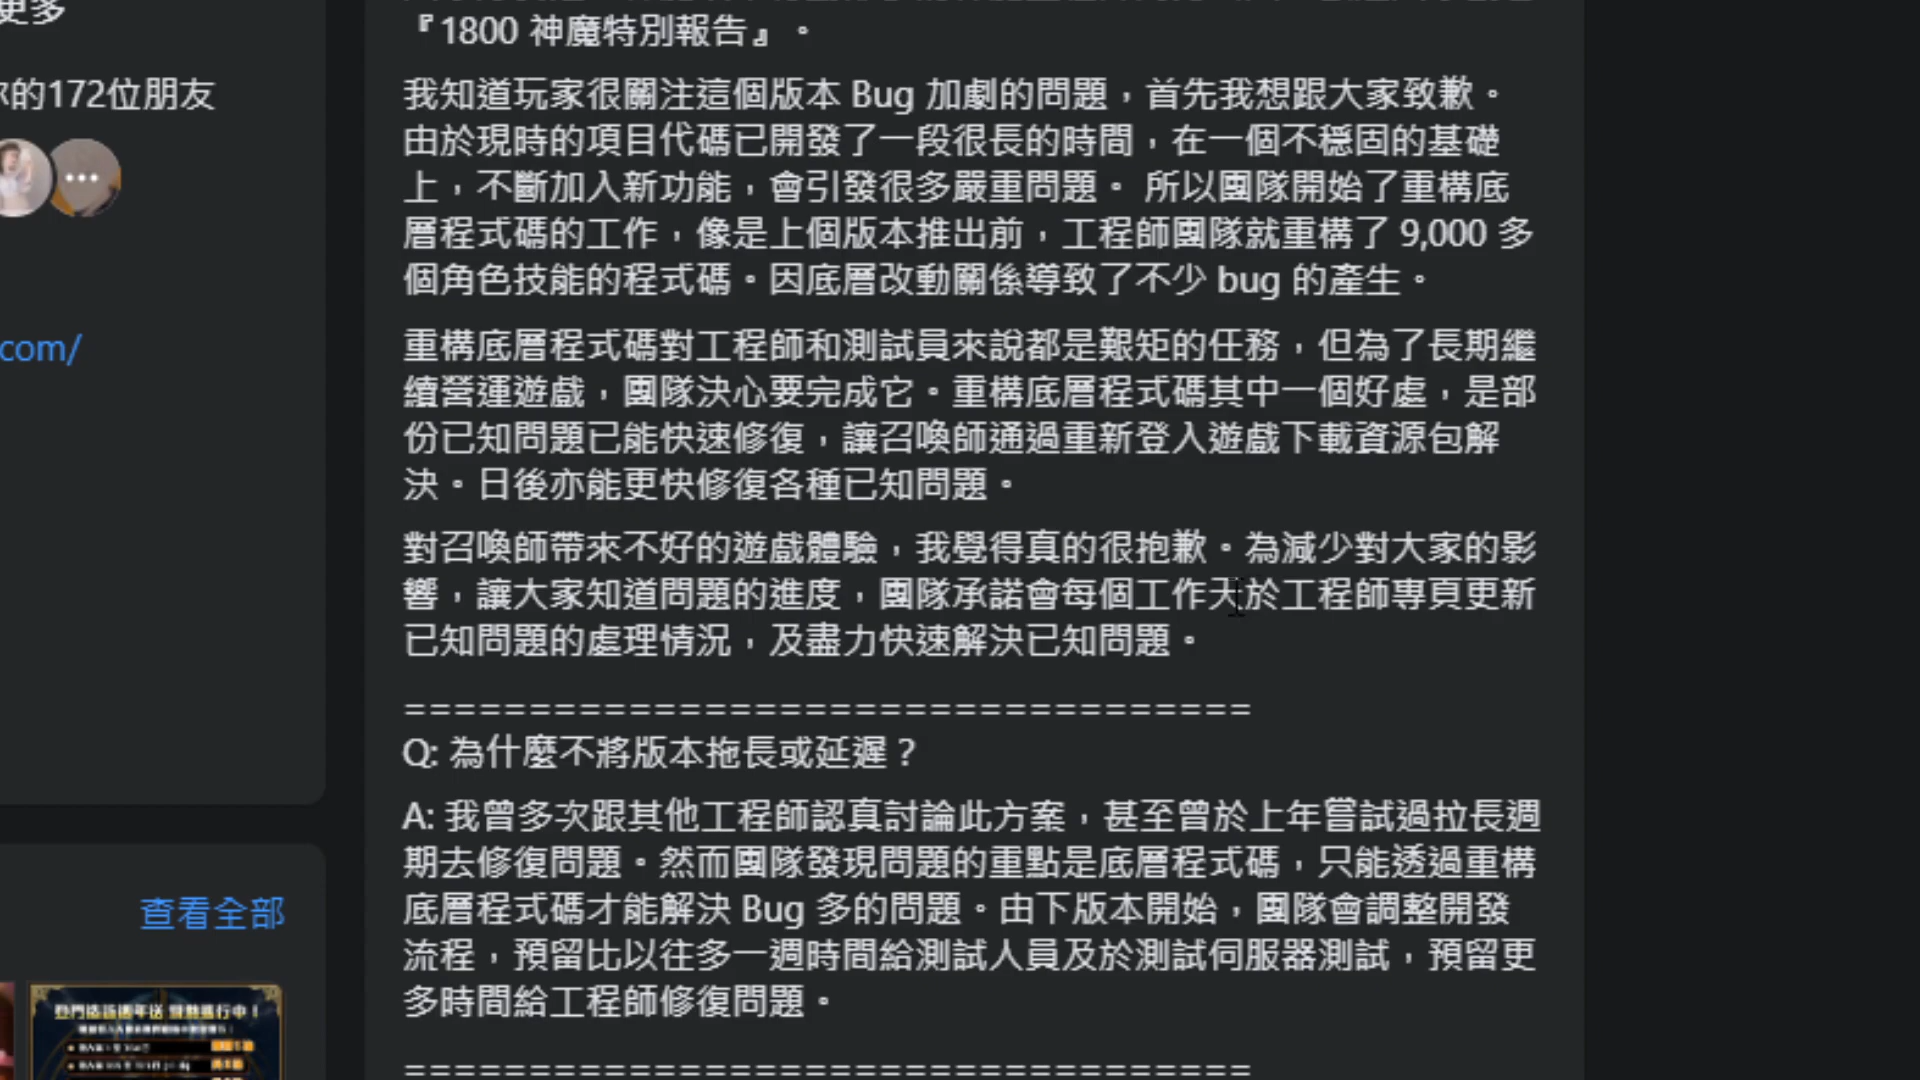 更多
你的172位朋友
com/
查看全部
『1800 神魔特別報告』。
我知道玩家很關注這個版本 Bug 加劇的問題，首先我想跟大家致歉。
由於現時的項目代碼已開發了一段很長的時間，在一個不穩固的基礎
上，不斷加入新功能，會引發很多嚴重問題。 所以團隊開始了重構底
層程式碼的工作，像是上個版本推出前，工程師團隊就重構了 9,000 多
個角色技能的程式碼。因底層改動關係導致了不少 bug 的產生。
重構底層程式碼對工程師和測試員來說都是艱矩的任務，但為了長期繼
續營運遊戲，團隊決心要完成它。重構底層程式碼其中一個好處，是部
份已知問題已能快速修復，讓召喚師通過重新登入遊戲下載資源包解
決。日後亦能更快修復各種已知問題。
對召喚師帶來不好的遊戲體驗，我覺得真的很抱歉。為減少對大家的影
響，讓大家知道問題的進度，團隊承諾會每個工作天於工程師專頁更新
已知問題的處理情況，及盡力快速解決已知問題。
==================================
Q: 為什麼不將版本拖長或延遲？
A: 我曾多次跟其他工程師認真討論此方案，甚至曾於上年嘗試過拉長週
期去修復問題。然而團隊發現問題的重點是底層程式碼，只能透過重構
底層程式碼才能解決 Bug 多的問題。由下版本開始，團隊會調整開發
流程，預留比以往多一週時間給測試人員及於測試伺服器測試，預留更
多時間給工程師修復問題。
==================================